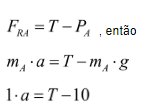 F_RA = T − P_A , então
m_A · a = T − m_A · g
1 · a = T − 10